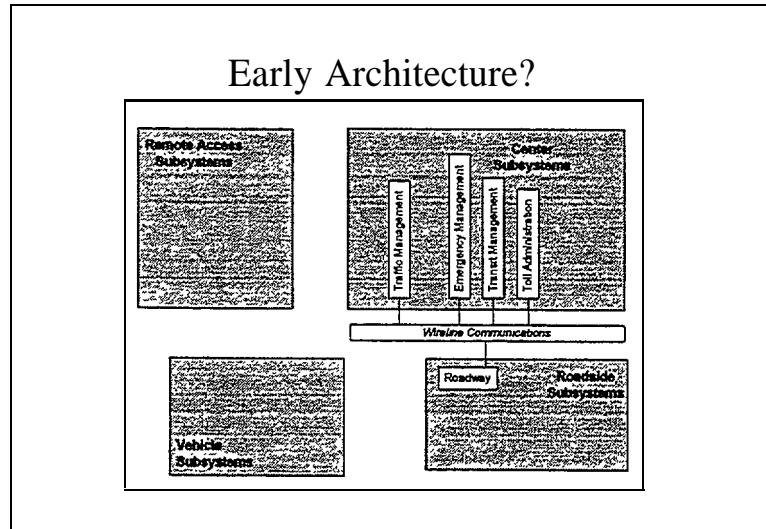 Early Architecture?
Remote Access
Subsystems
Center
Subsystems
Traffic Management
Emergency Management
Transit Management
Toll Administration
Wireline Communications
Roadway
Roadside
Subsystems
Vehicle
Subsystems